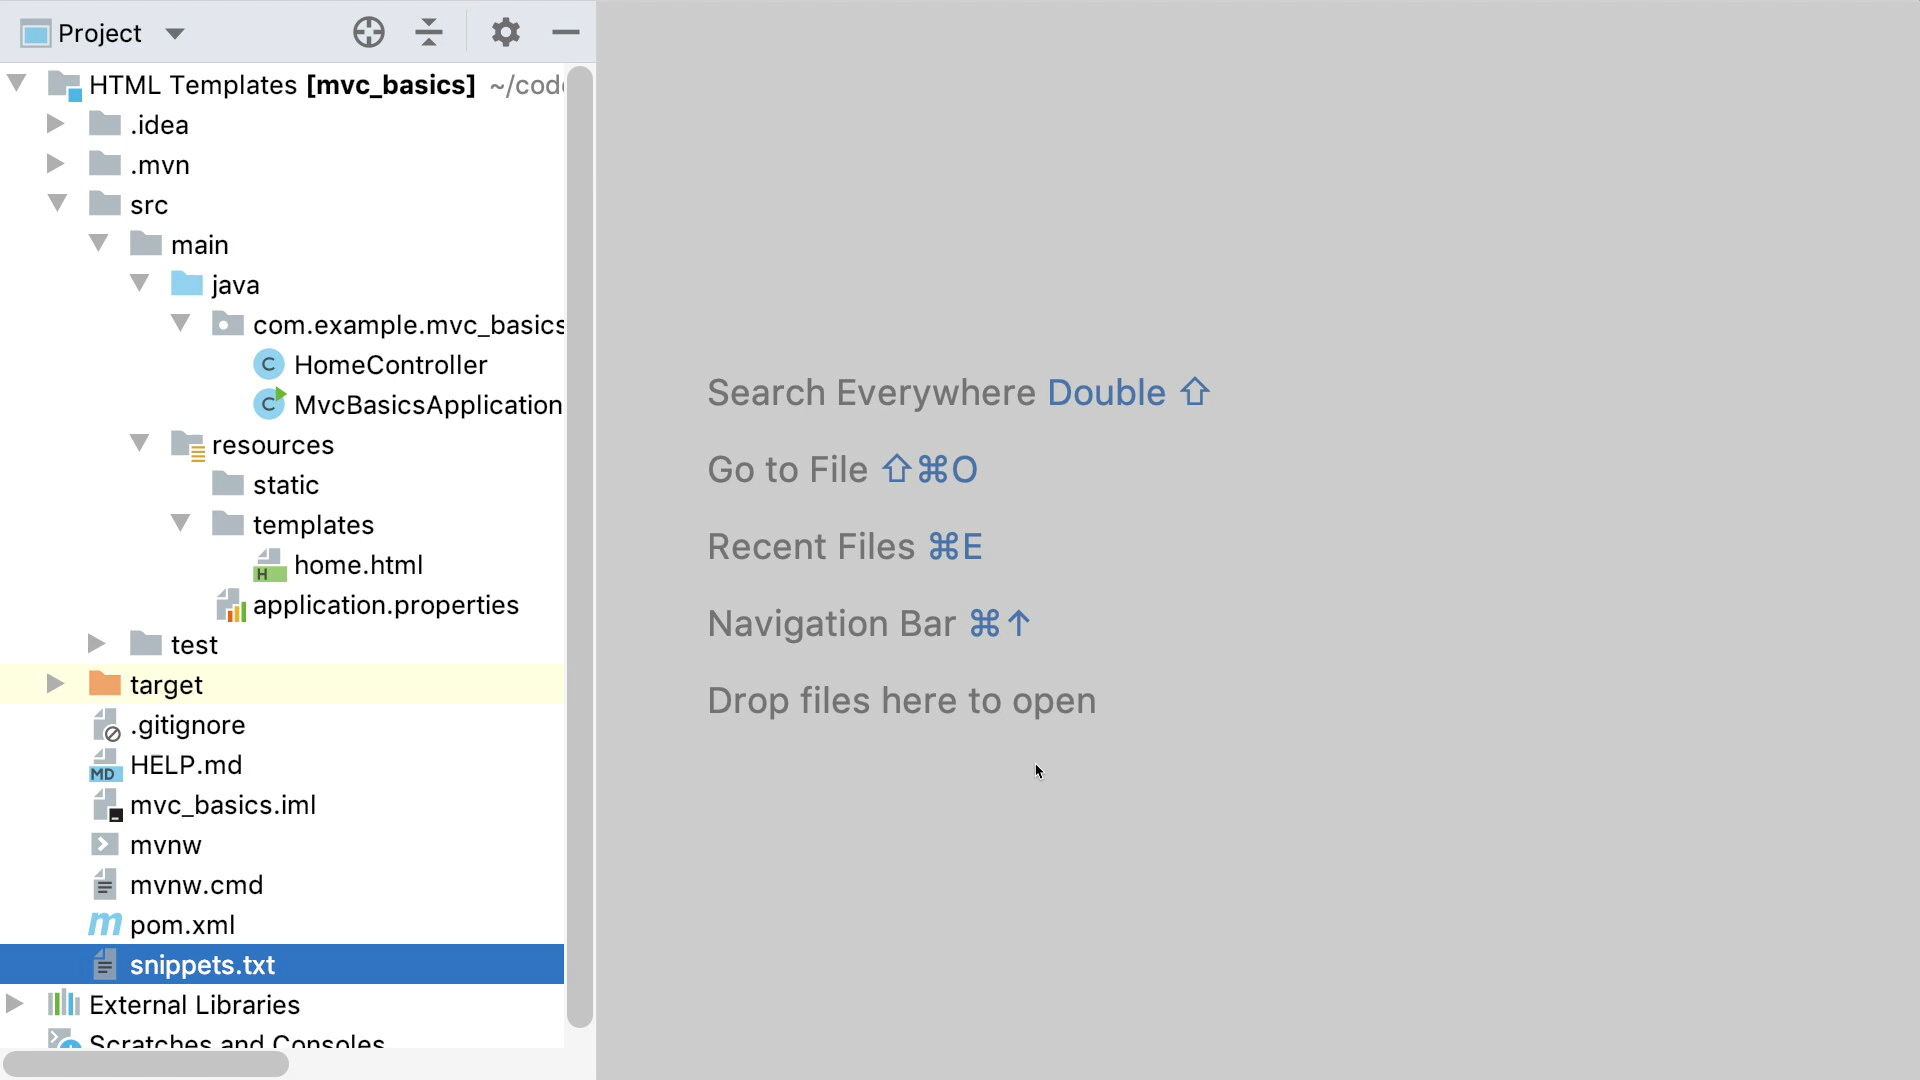 Project
HTML Templates [mvc_basics] ~/code
.idea
.mvn
src
main
java
com.example.mvc_basics
C HomeController
C MvcBasicsApplication
resources
static
templates
H home.html
application.properties
test
target
.gitignore
MD HELP.md
mvc_basics.iml
mvnw
mvnw.cmd
m pom.xml
snippets.txt
External Libraries
Scratches and Consoles
Search Everywhere Double ⇧
Go to File ⇧⌘O
Recent Files ⌘E
Navigation Bar ⌘↑
Drop files here to open